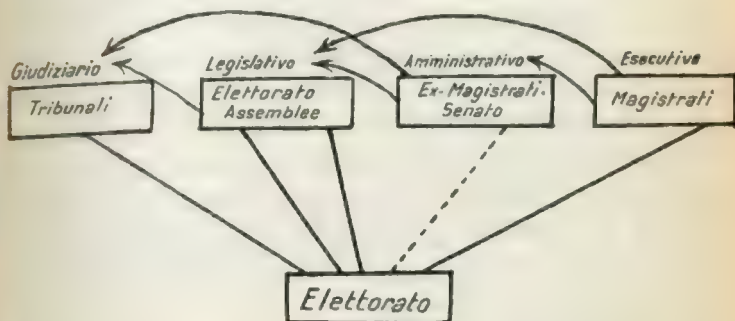 Giudiziario
Legislativo
Amministrativo
Esecutivo
Tribunali
Elettorato
Assemblee
Ex-Magistrati-
Senato
Magistrati
Elettorato